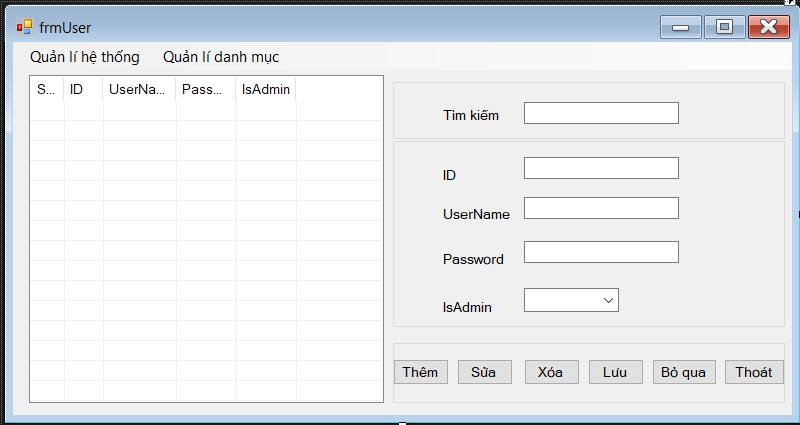 frmUser
Quản lí hệ thống Quản lí danh mục
S... ID UserNa... Pass... IsAdmin
Tìm kiếm
ID
UserName
Password
IsAdmin
Thêm Sửa Xóa Lưu Bỏ qua Thoát